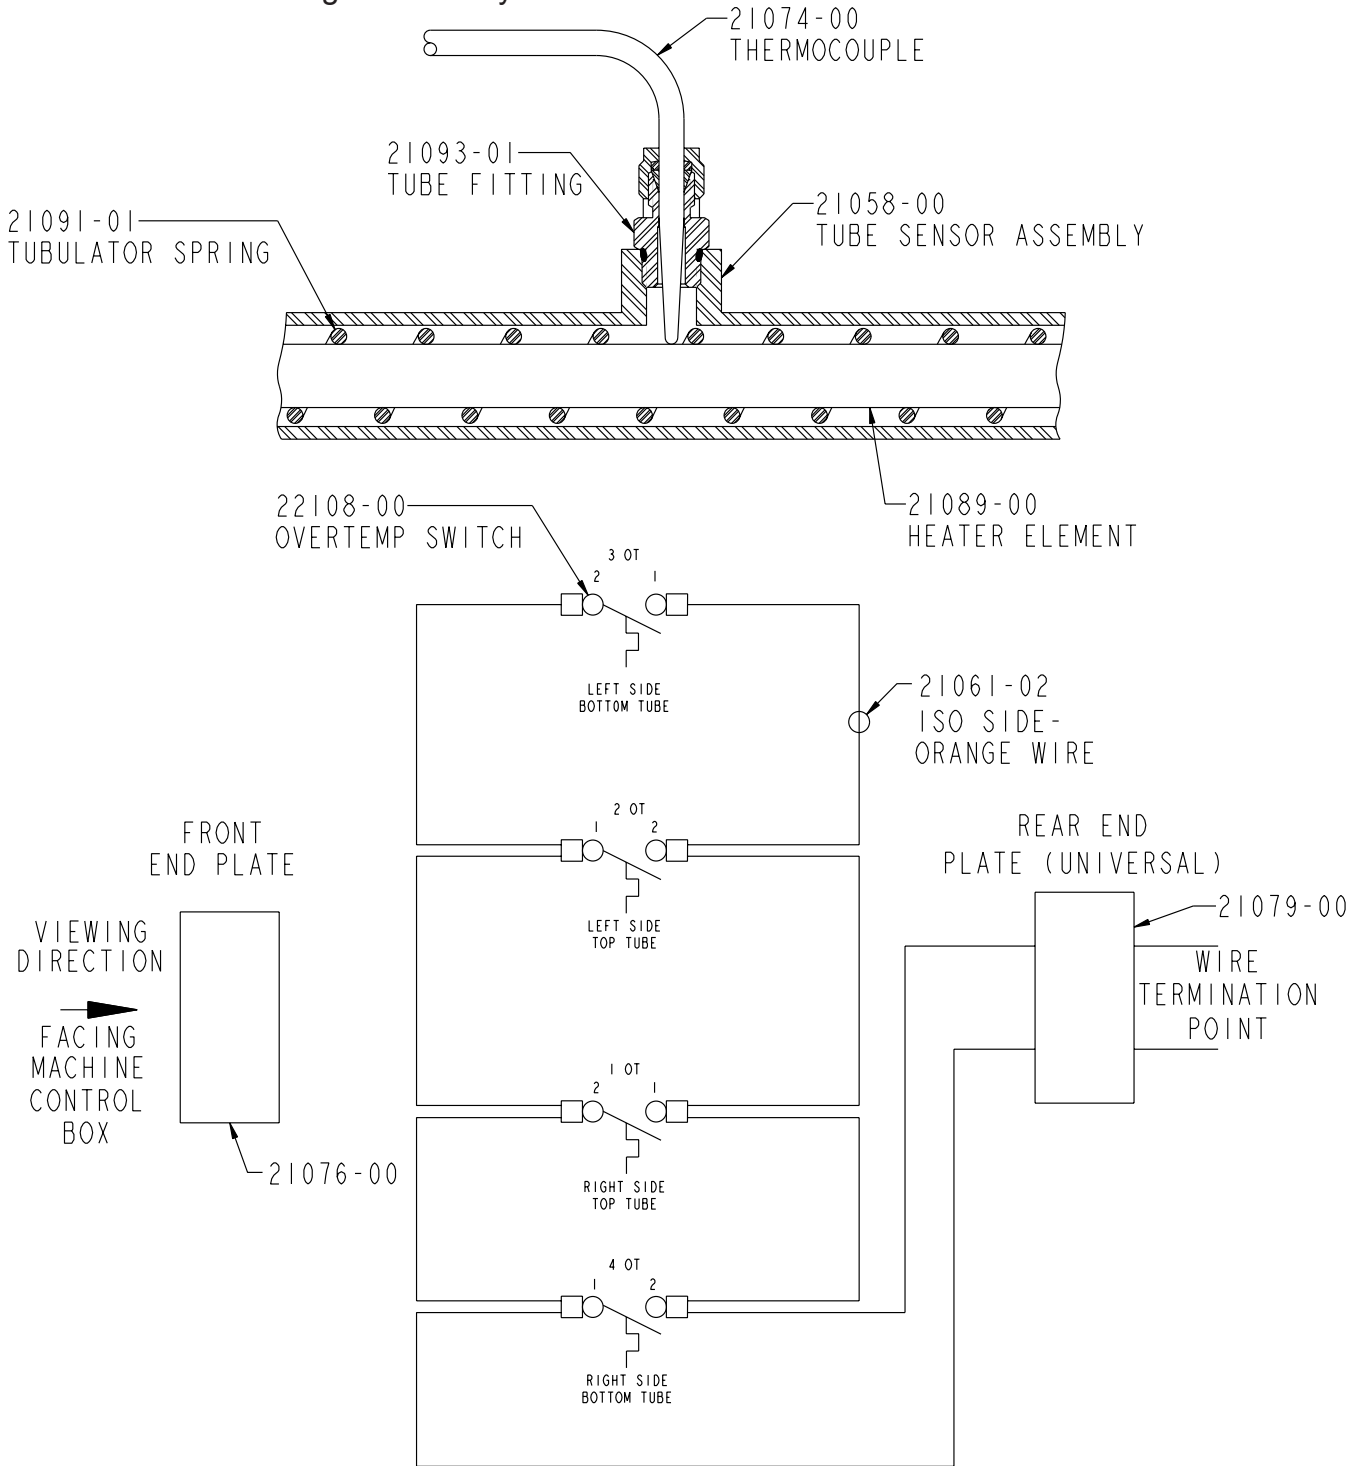 21074-00
THERMOCOUPLE
21093-01
TUBE FITTING
21091-01
TUBULATOR SPRING
21058-00
TUBE SENSOR ASSEMBLY
22108-00
OVERTEMP SWITCH
21089-00
HEATER ELEMENT
3 OT
2 1
LEFT SIDE
BOTTOM TUBE
21061-02
ISO SIDE-
ORANGE WIRE
2 OT
1 2
LEFT SIDE
TOP TUBE
FRONT
END PLATE
REAR END
PLATE (UNIVERSAL)
21079-00
VIEWING
DIRECTION
FACING
MACHINE
CONTROL
BOX
WIRE
TERMINATION
POINT
1 OT
2 1
RIGHT SIDE
TOP TUBE
21076-00
4 OT
1 2
RIGHT SIDE
BOTTOM TUBE